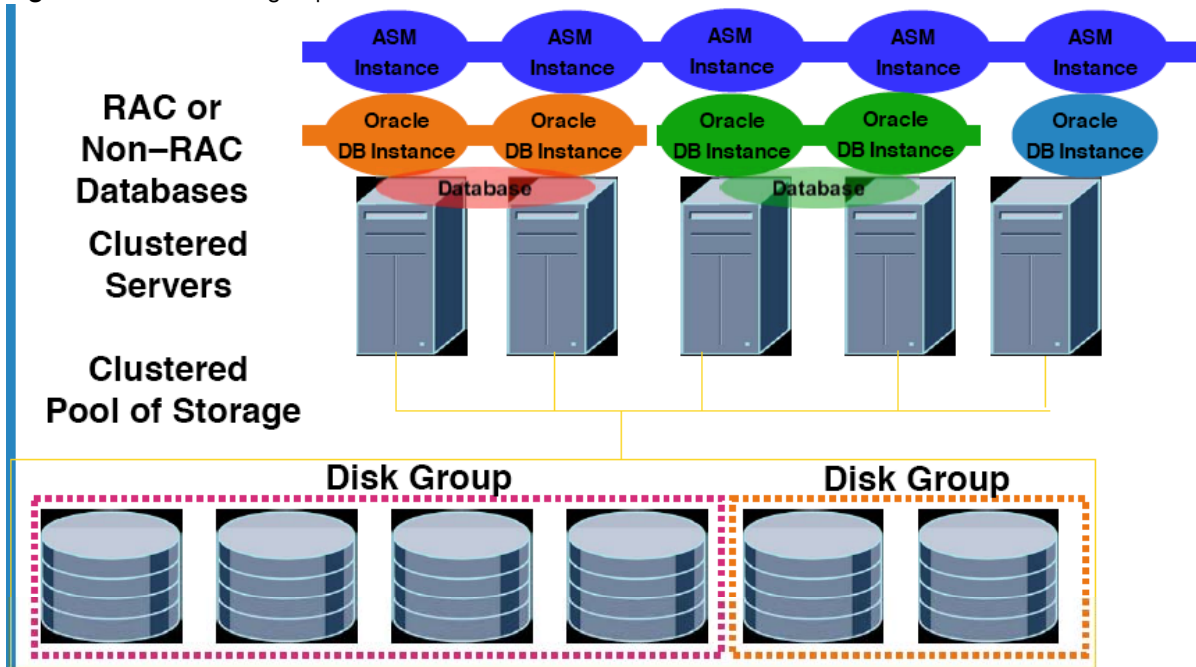 ASM ASM ASM ASM ASM
Instance Instance Instance Instance Instance
RAC or
Non–RAC
Databases
Oracle Oracle Oracle Oracle Oracle
DB Instance DB Instance DB Instance DB Instance DB Instance
Database Database
Clustered
Servers
Clustered
Pool of Storage
Disk Group Disk Group